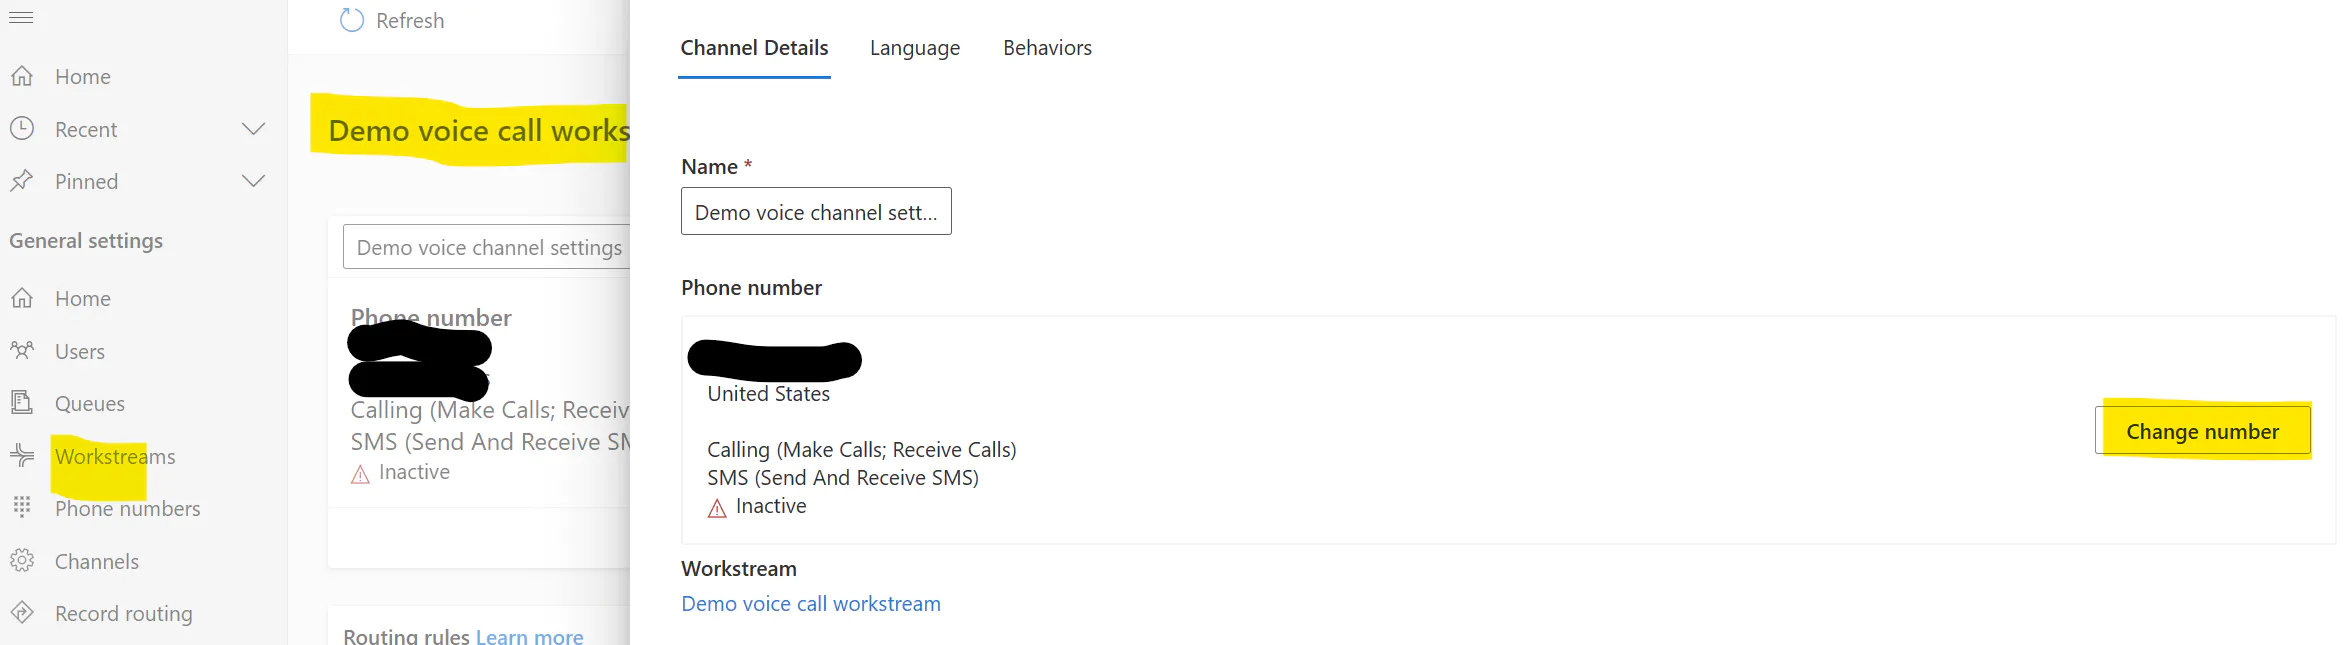 Home
Recent
Pinned
General settings
Home
Users
Queues
Workstreams
Phone numbers
Channels
Record routing
Refresh
Demo voice call works
Demo voice channel settings
Phone number
Calling (Make Calls; Receiv
SMS (Send And Receive SM
Inactive
Routing rules Learn more
Channel Details Language Behaviors
Name *
Demo voice channel sett...
Phone number
United States
Calling (Make Calls; Receive Calls)
SMS (Send And Receive SMS)
Inactive
Change number
Workstream
Demo voice call workstream